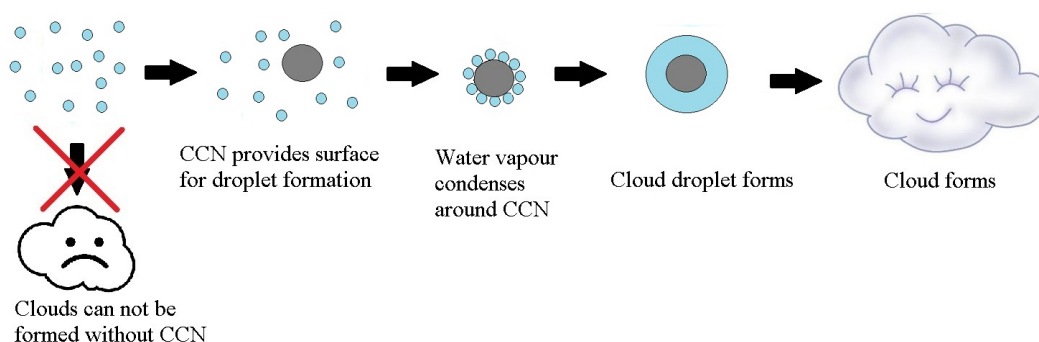 CCN provides surface
for droplet formation
Water vapour
condenses
around CCN
Cloud droplet forms
Cloud forms
Clouds can not be
formed without CCN